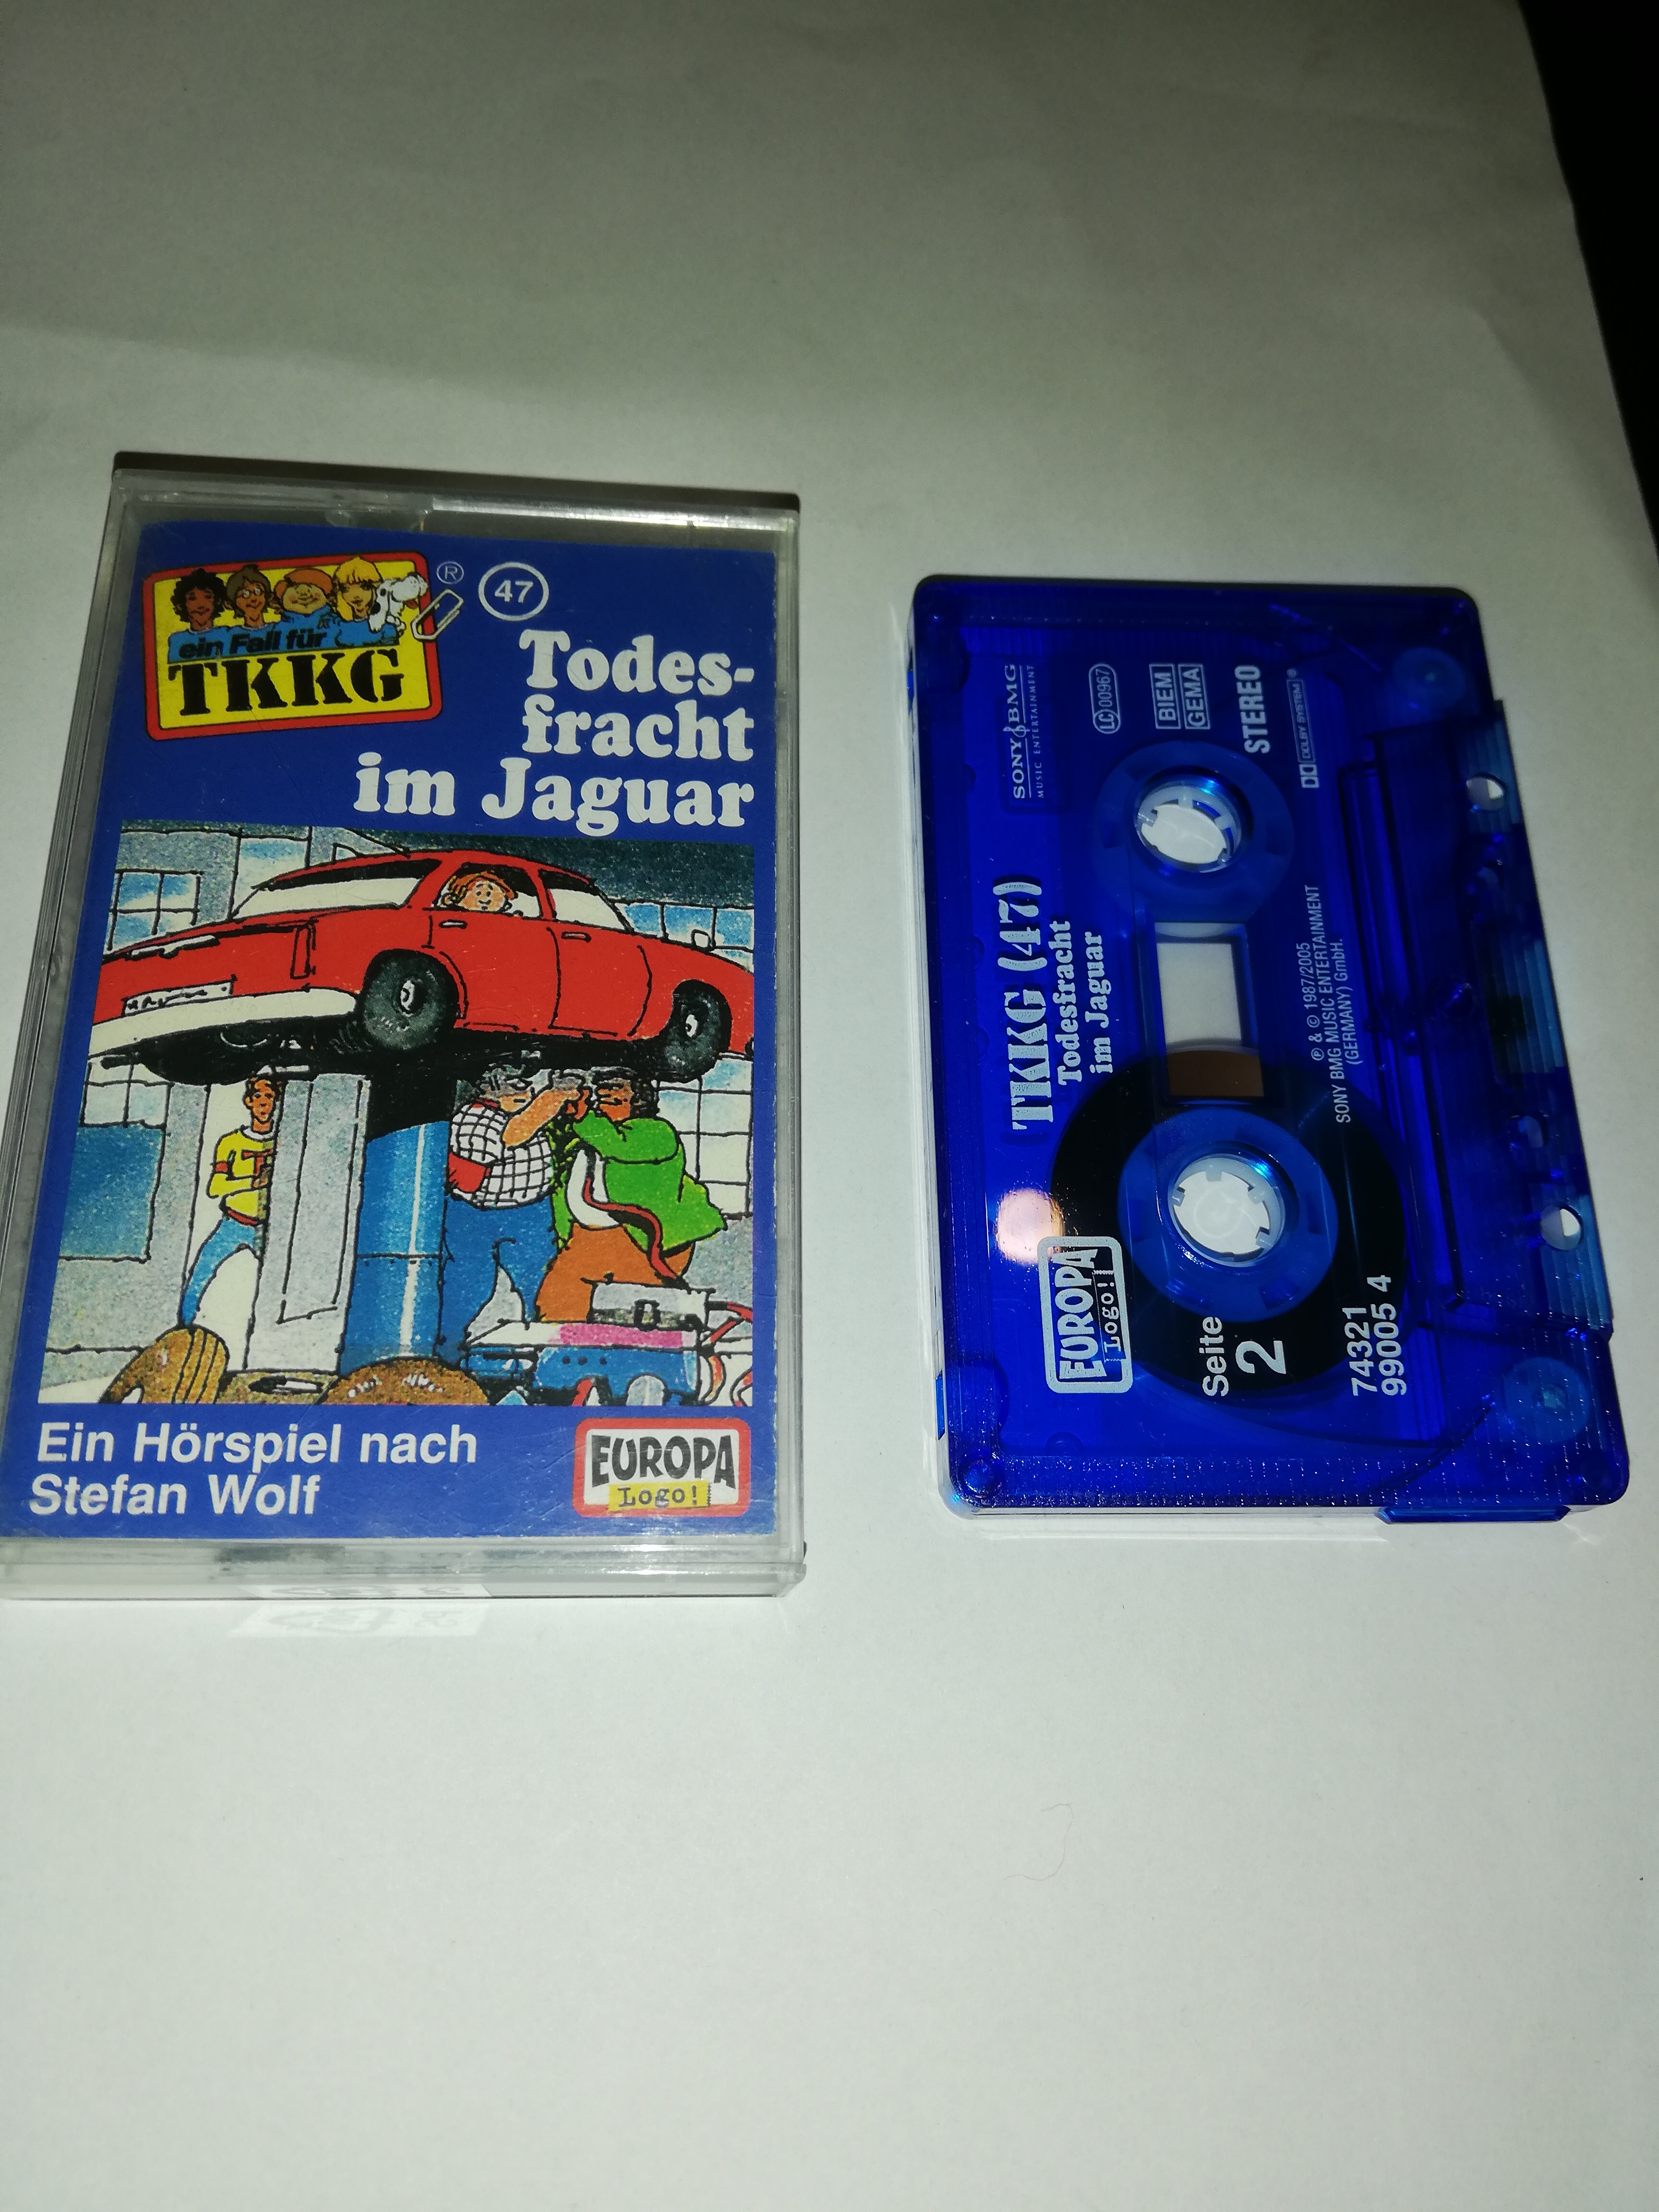 ein Fall für
TKKG
®
47
Todes-
fracht
im Jaguar
Ein Hörspiel nach
Stefan Wolf
EUROPA
Logo!
TKKG (47)
Todesfracht
im Jaguar
SONY BMG
MUSIC ENTERTAINMENT
LC 00967
BIEM
GEMA
STEREO
DOLBY SYSTEM ®
℗ & © 1987/2005
SONY BMG MUSIC ENTERTAINMENT
(GERMANY) GmbH.
EUROPA
Logo!
Seite
2
74321
99005 4